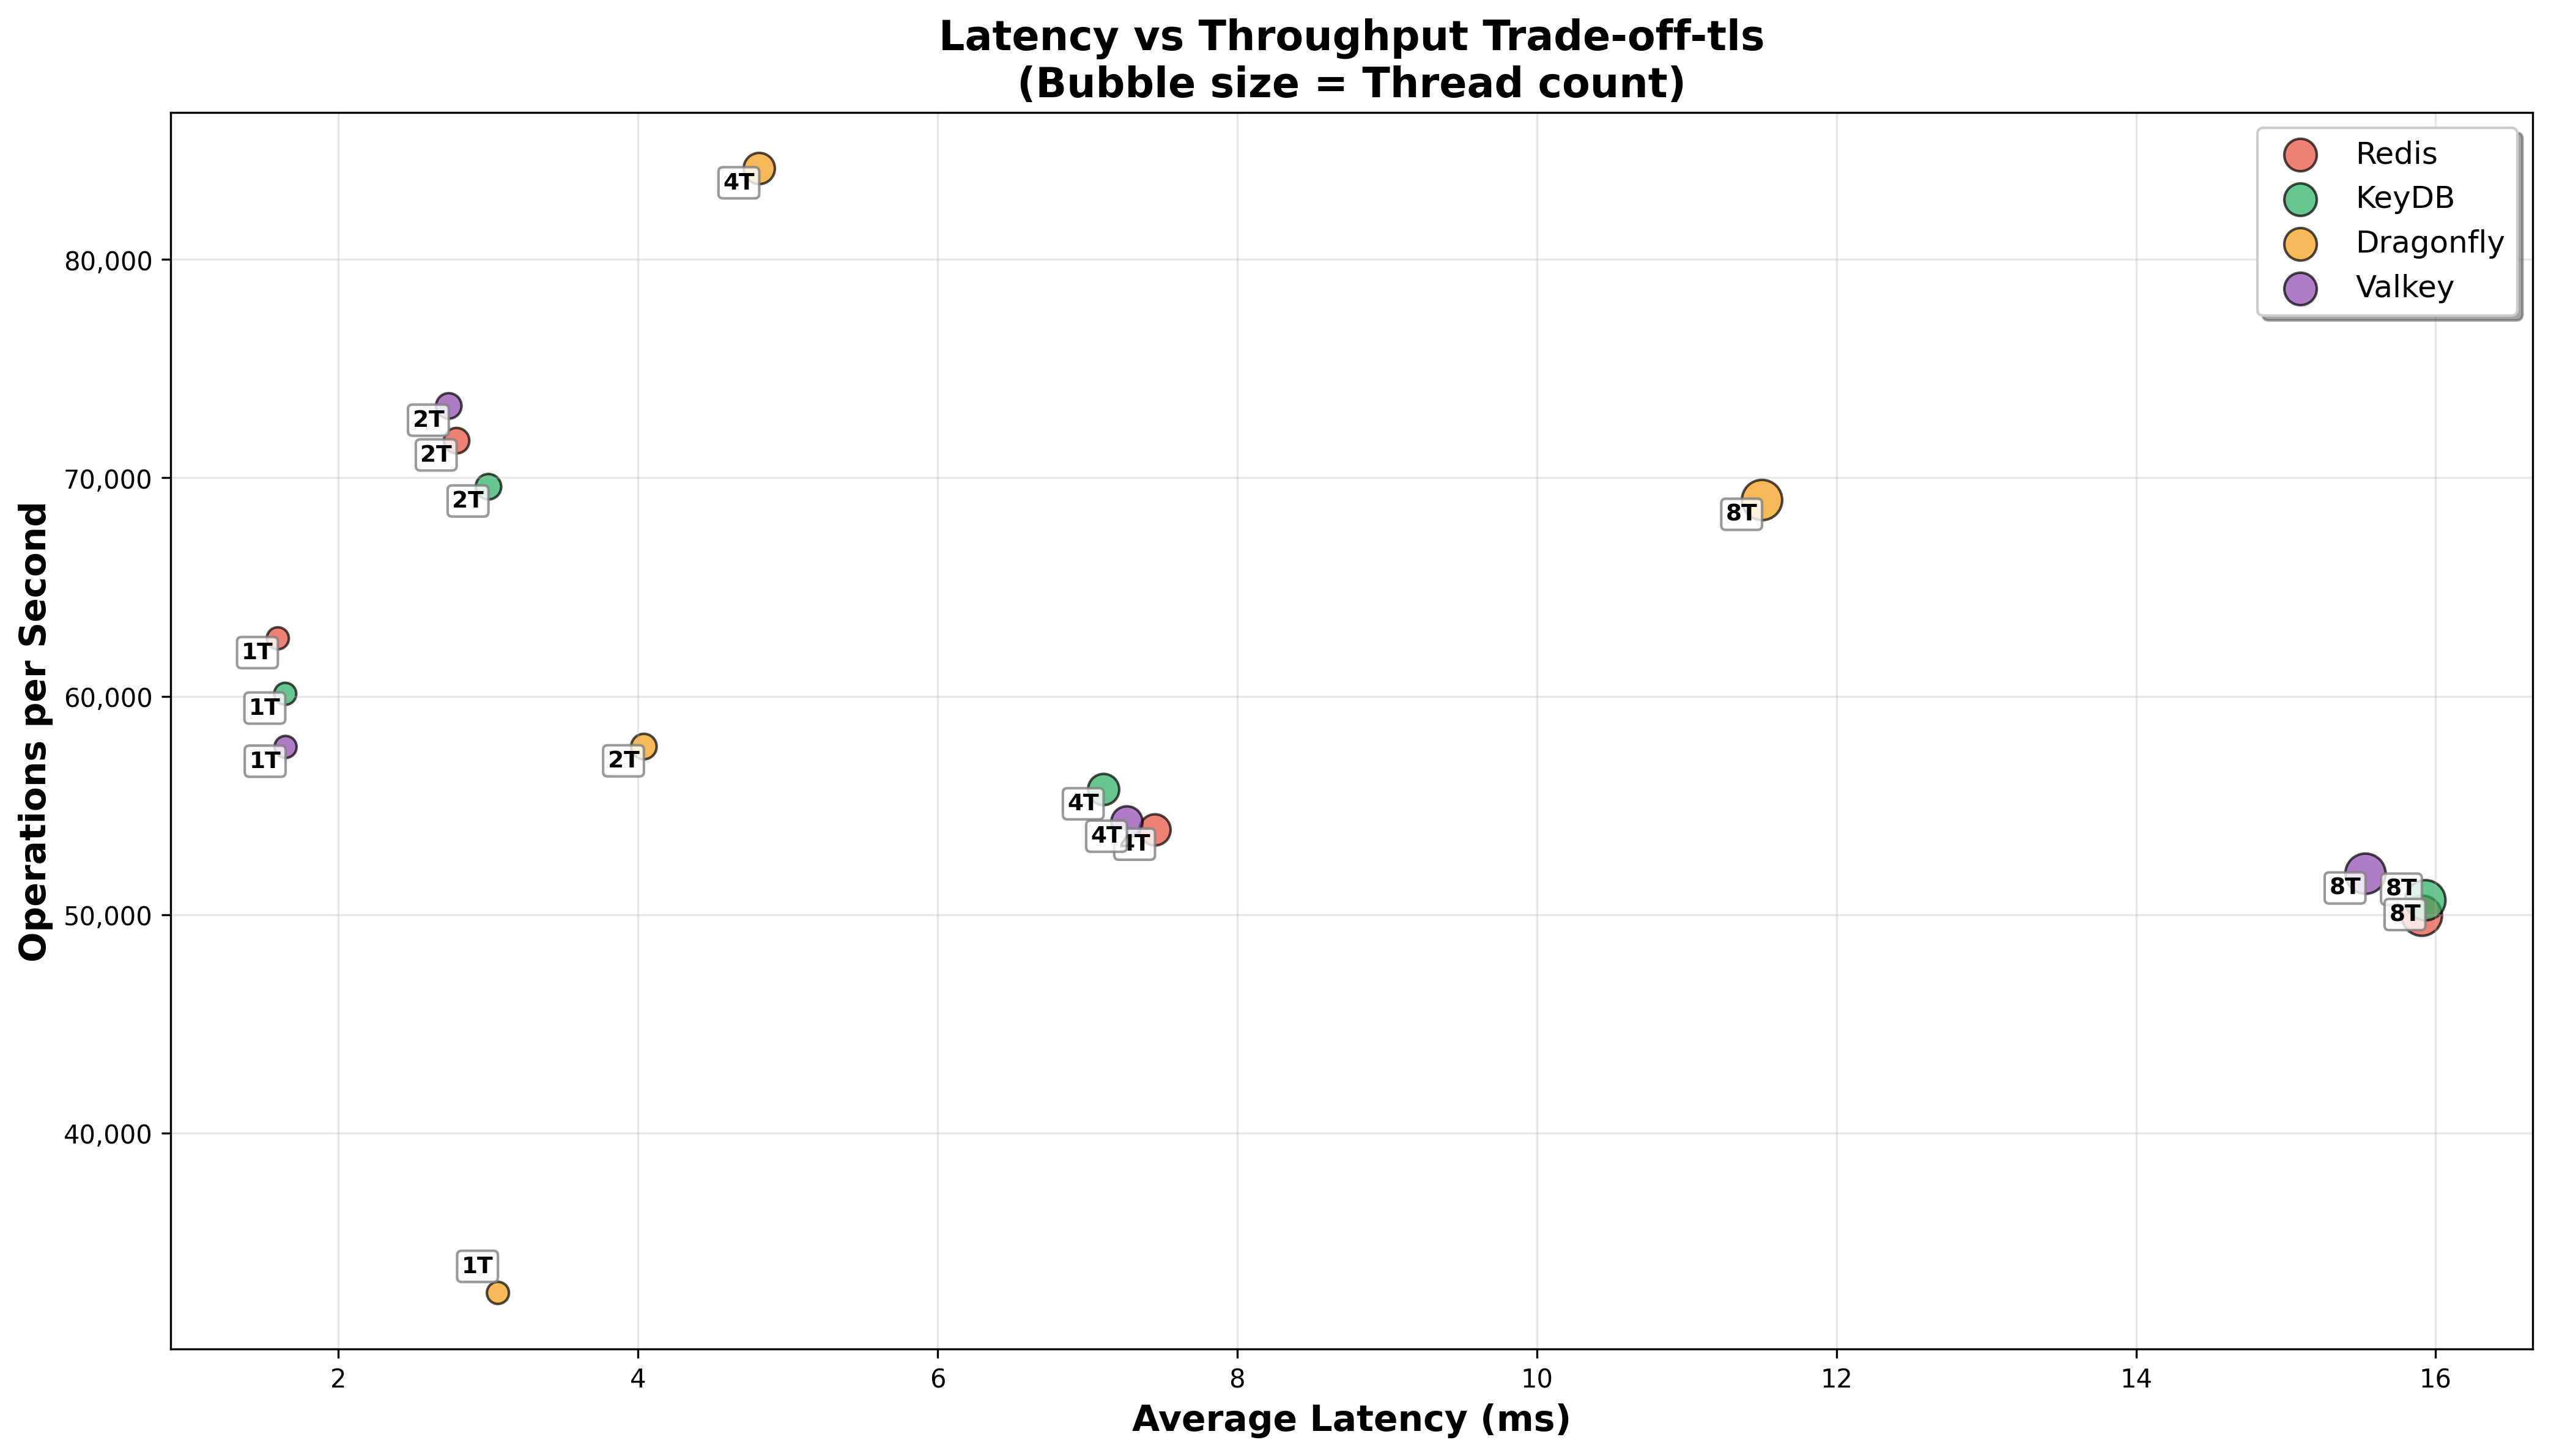 Latency vs Throughput Trade-off-tls
(Bubble size = Thread count)
Redis
KeyDB
Dragonfly
Valkey
Operations per Second
80,000
70,000
60,000
50,000
40,000
4T
2T
2T
2T
8T
1T
1T
1T
2T
4T
4T
4T
8T
8T
8T
1T
2
4
6
8
10
12
14
16
Average Latency (ms)